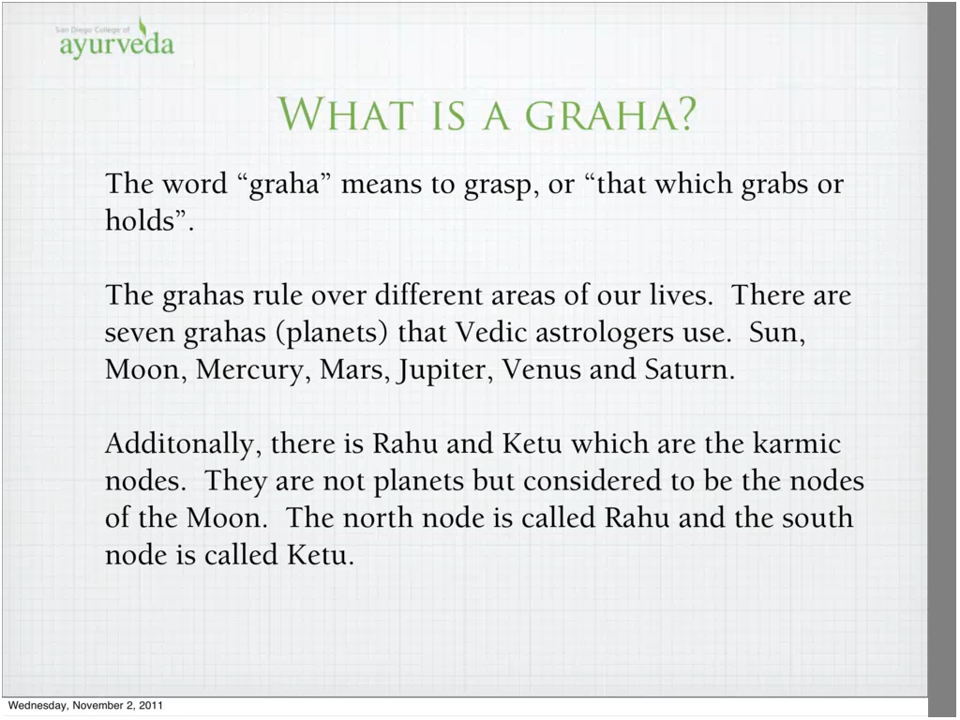 San Diego College of
ayurveda
What is a graha?
The word “graha” means to grasp, or “that which grabs or
holds”.
The grahas rule over different areas of our lives.  There are
seven grahas (planets) that Vedic astrologers use.  Sun,
Moon, Mercury, Mars, Jupiter, Venus and Saturn.
Additonally, there is Rahu and Ketu which are the karmic
nodes.  They are not planets but considered to be the nodes
of the Moon.  The north node is called Rahu and the south
node is called Ketu.
Wednesday, November 2, 2011